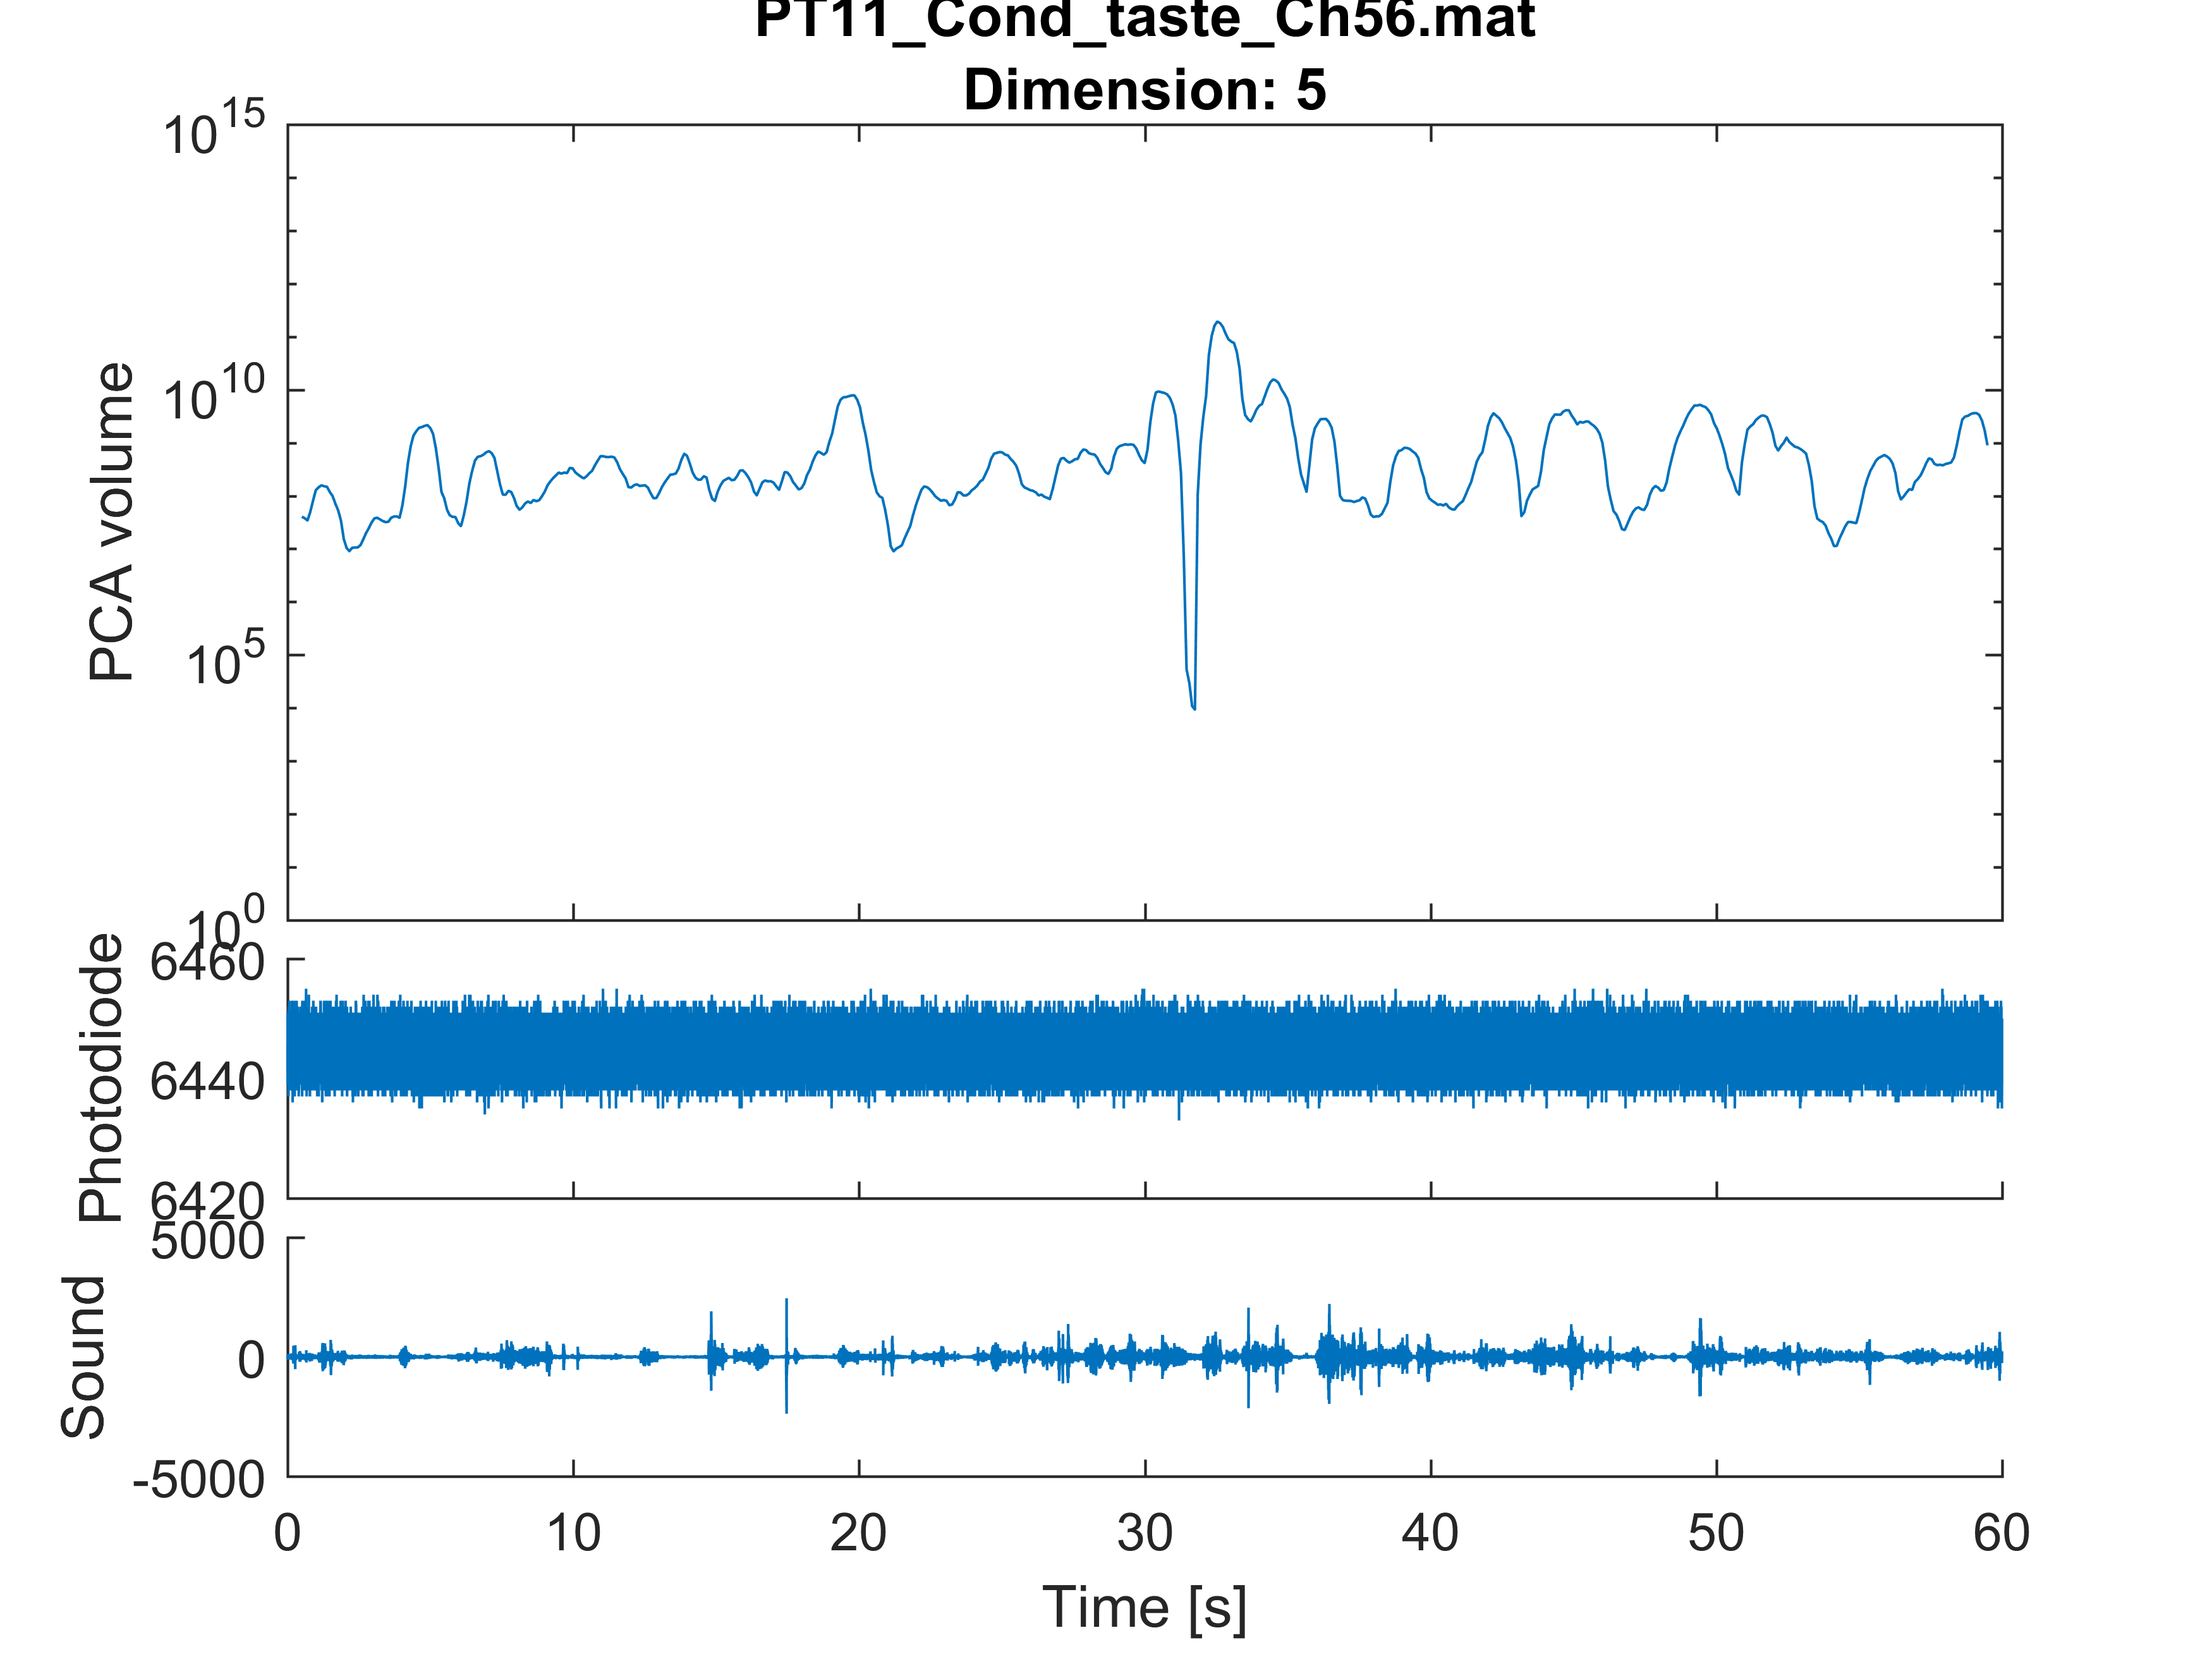 PT11_Cond_taste_Ch56.mat
Dimension: 5
10^15
10^10
10^5
10^0
PCA volume
6460
6440
6420
Photodiode
5000
0
-5000
Sound
0 10 20 30 40 50 60
Time [s]